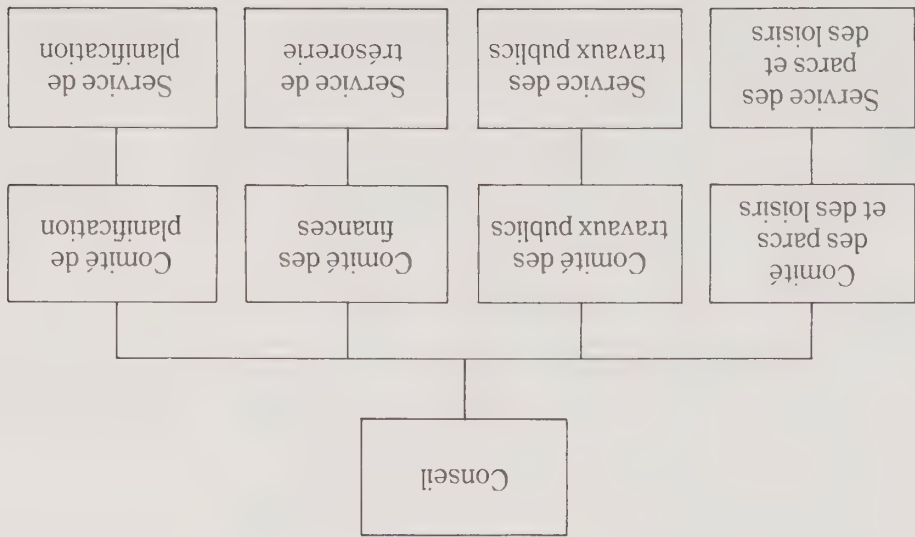 Conseil
Comité
des parcs
et des loisirs
Comité des
travaux publics
Comité des
finances
Comité de
planification
Service des
parcs et
des loisirs
Service des
travaux publics
Service de
trésorerie
Service de
planification